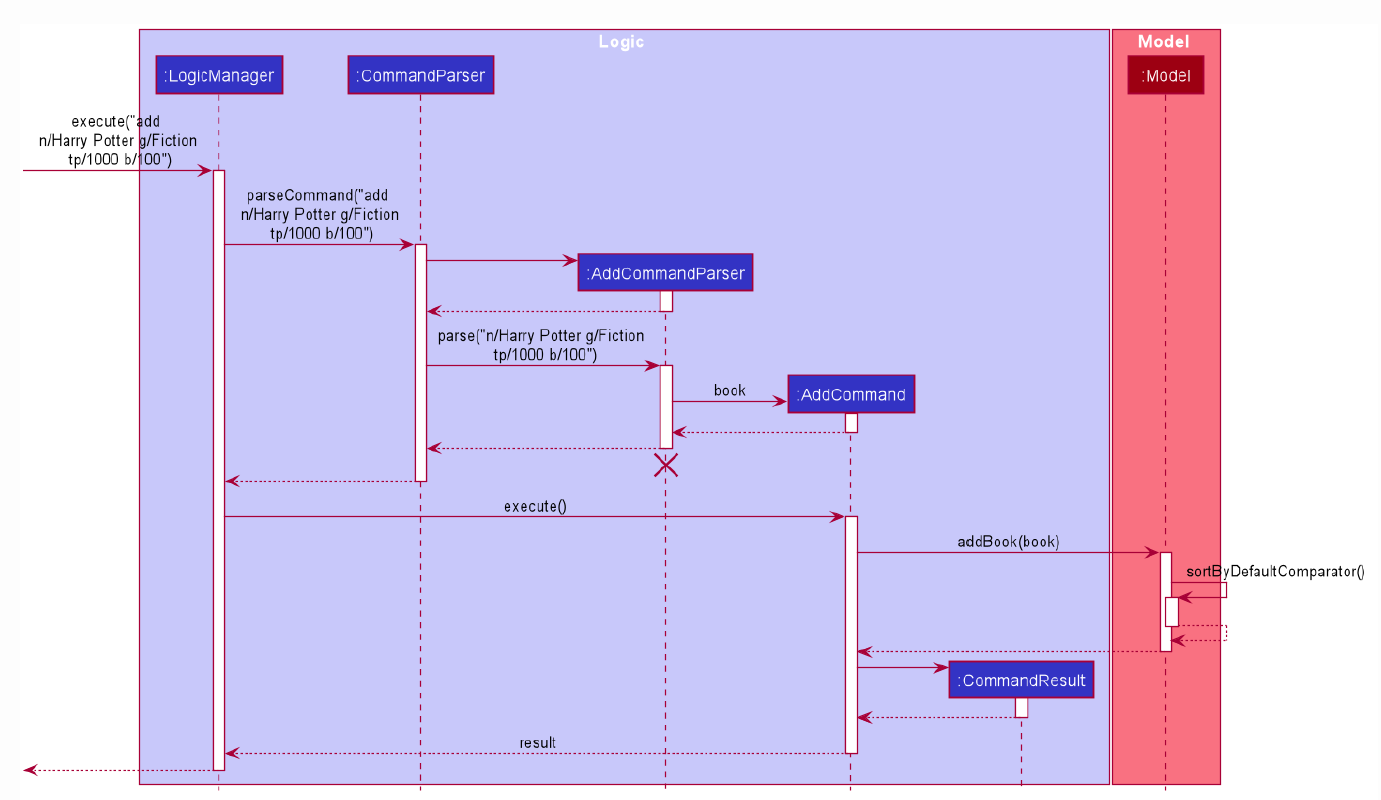 Logic
Model
:LogicManager
:CommandParser
:Model
execute("add
n/Harry Potter g/Fiction
tp/1000 b/100")
parseCommand("add
n/Harry Potter g/Fiction
tp/1000 b/100")
:AddCommandParser
parse("n/Harry Potter g/Fiction
tp/1000 b/100")
book
:AddCommand
execute()
addBook(book)
sortByDefaultComparator()
:CommandResult
result